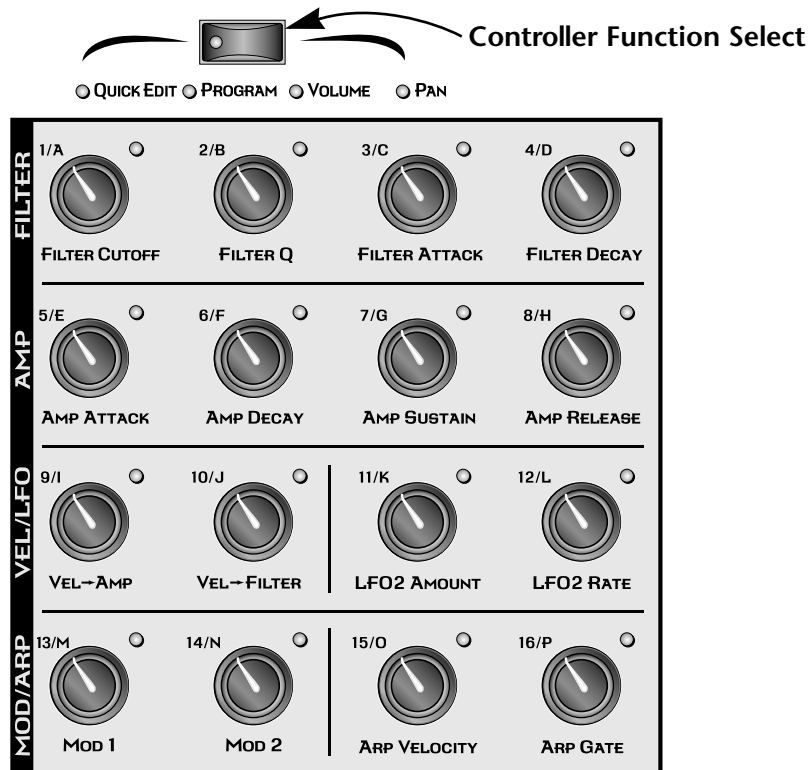 Controller Function Select
QUICK EDIT PROGRAM VOLUME PAN
FILTER
1/A 2/B 3/C 4/D
FILTER CUTOFF FILTER Q FILTER ATTACK FILTER DECAY
AMP
5/E 6/F 7/G 8/H
AMP ATTACK AMP DECAY AMP SUSTAIN AMP RELEASE
VEL/LFO
9/I 10/J 11/K 12/L
VEL→AMP VEL→FILTER LFO2 AMOUNT LFO2 RATE
MOD/ARP
13/M 14/N 15/O 16/P
MOD 1 MOD 2 ARP VELOCITY ARP GATE